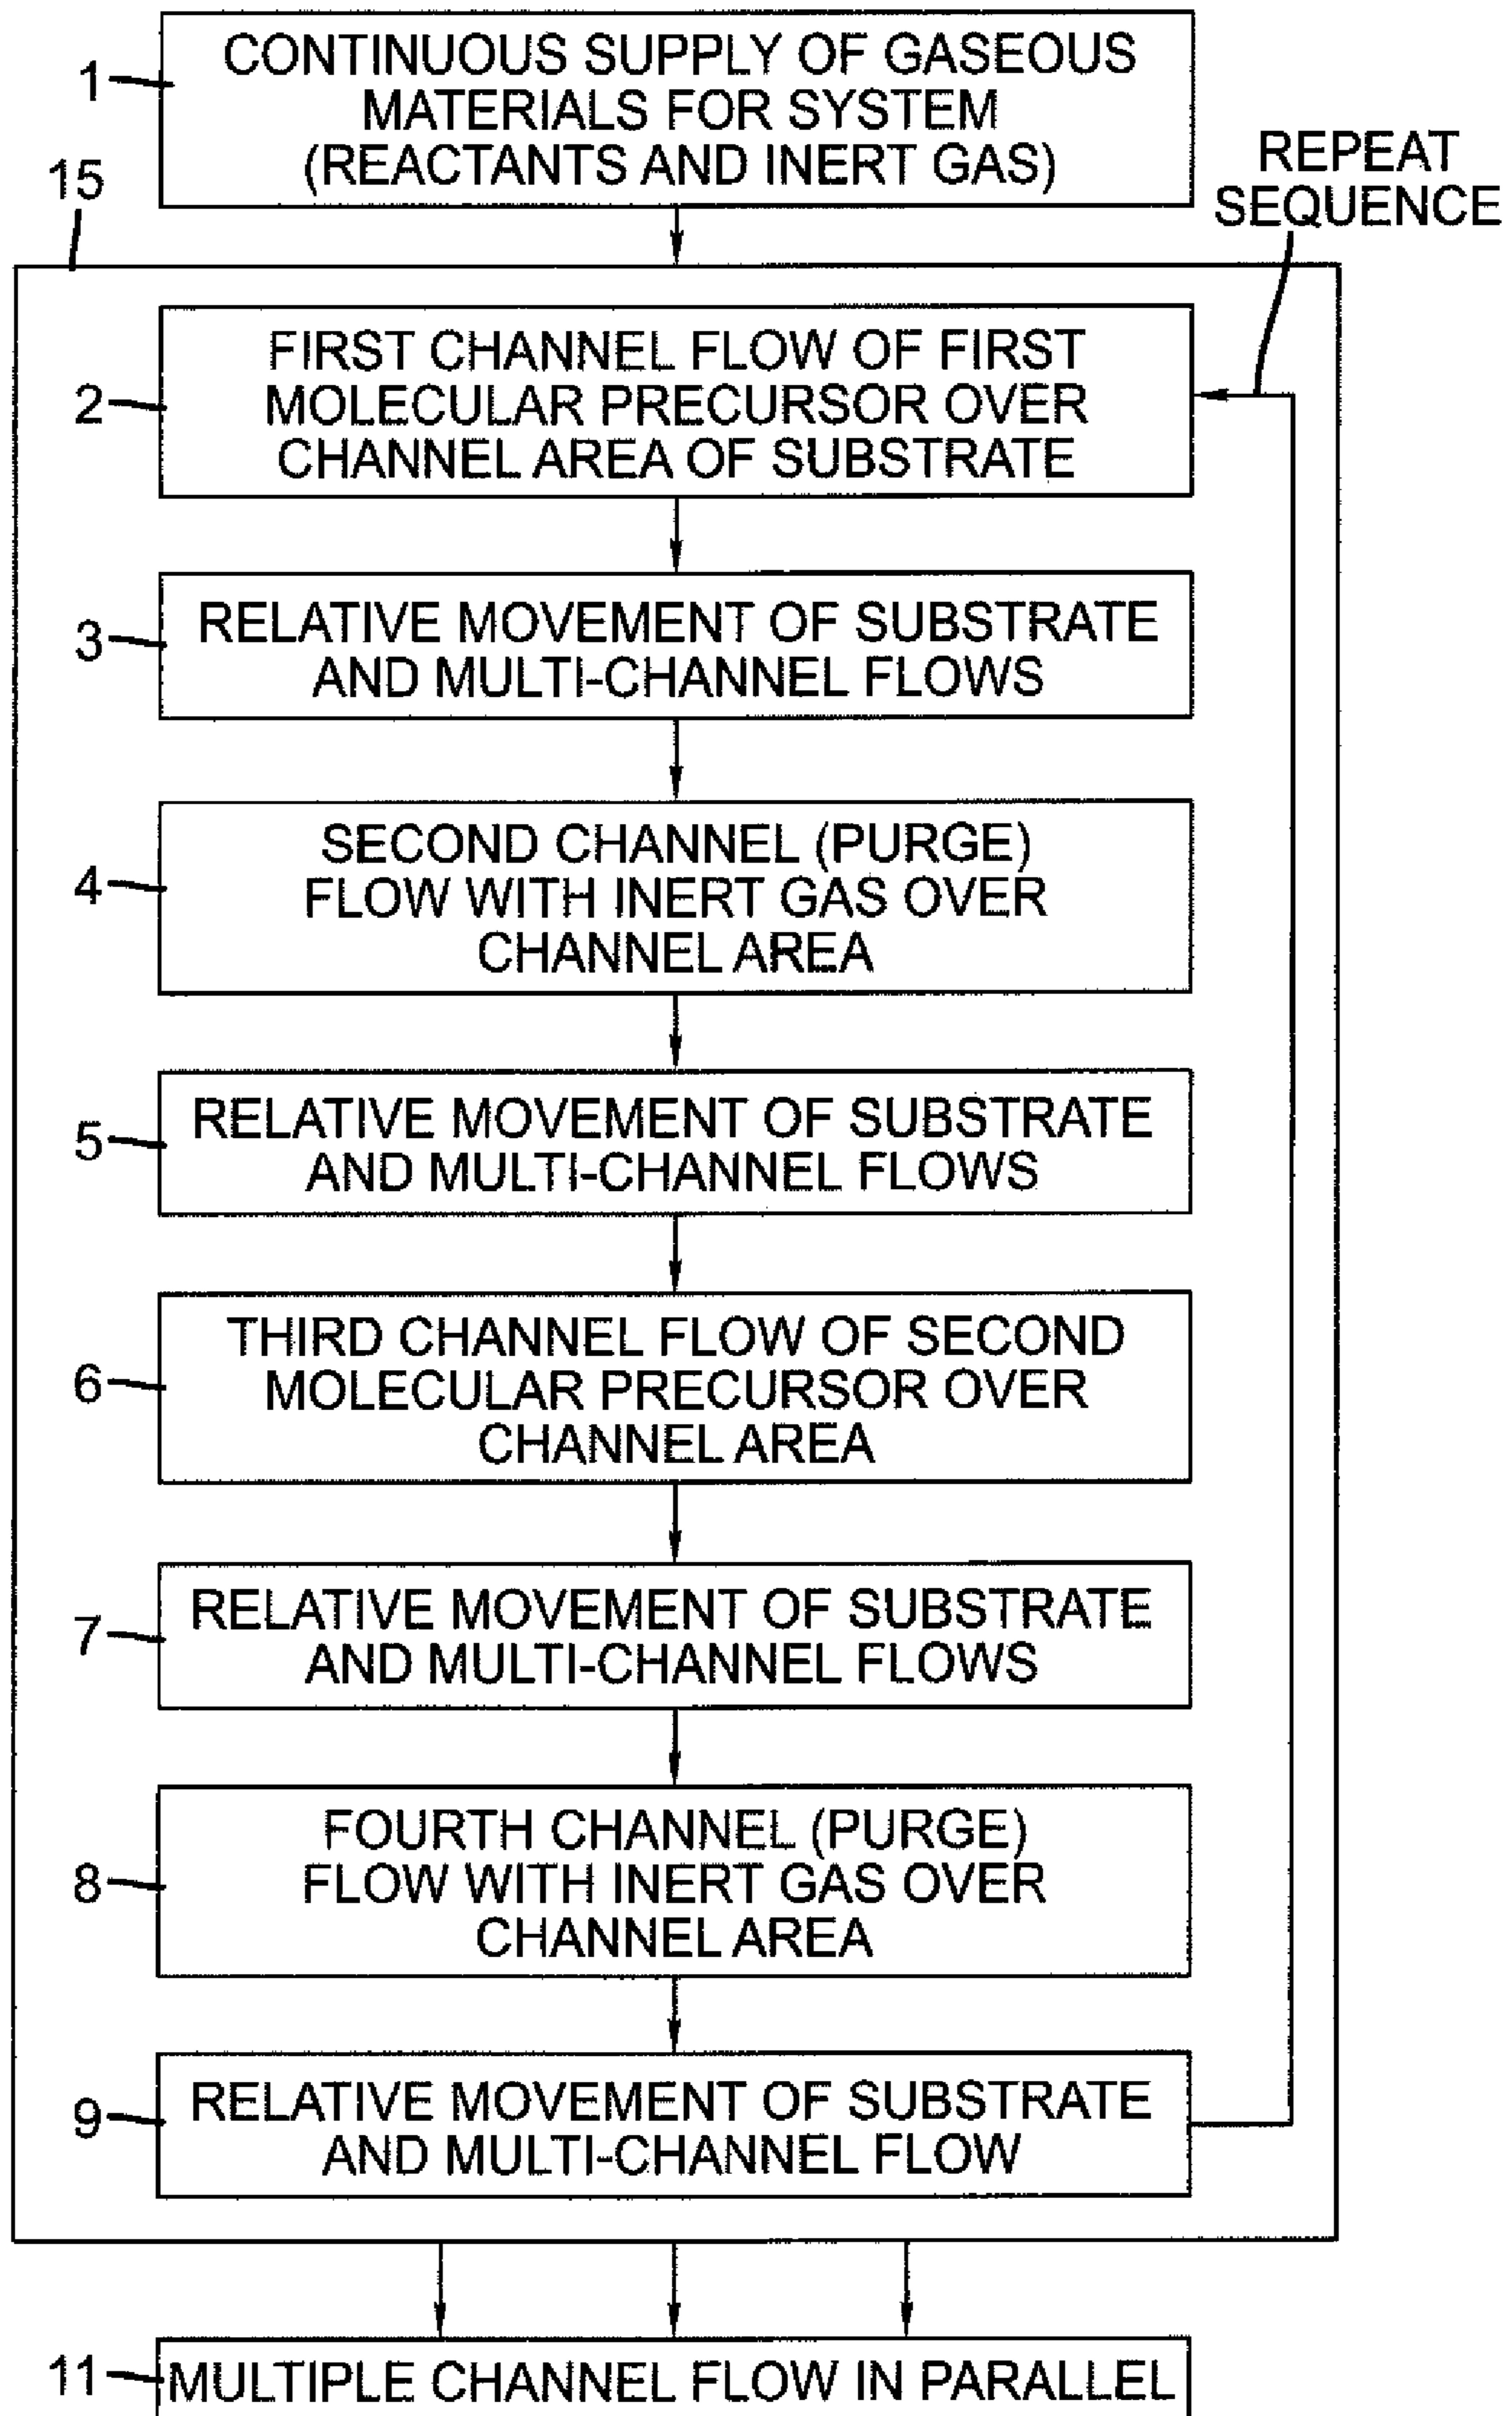 1
CONTINUOUS SUPPLY OF GASEOUS
MATERIALS FOR SYSTEM
(REACTANTS AND INERT GAS)
REPEAT
SEQUENCE
15
2
FIRST CHANNEL FLOW OF FIRST
MOLECULAR PRECURSOR OVER
CHANNEL AREA OF SUBSTRATE
3
RELATIVE MOVEMENT OF SUBSTRATE
AND MULTI-CHANNEL FLOWS
4
SECOND CHANNEL (PURGE)
FLOW WITH INERT GAS OVER
CHANNEL AREA
5
RELATIVE MOVEMENT OF SUBSTRATE
AND MULTI-CHANNEL FLOWS
6
THIRD CHANNEL FLOW OF SECOND
MOLECULAR PRECURSOR OVER
CHANNEL AREA
7
RELATIVE MOVEMENT OF SUBSTRATE
AND MULTI-CHANNEL FLOWS
8
FOURTH CHANNEL (PURGE)
FLOW WITH INERT GAS OVER
CHANNEL AREA
9
RELATIVE MOVEMENT OF SUBSTRATE
AND MULTI-CHANNEL FLOW
11
MULTIPLE CHANNEL FLOW IN PARALLEL